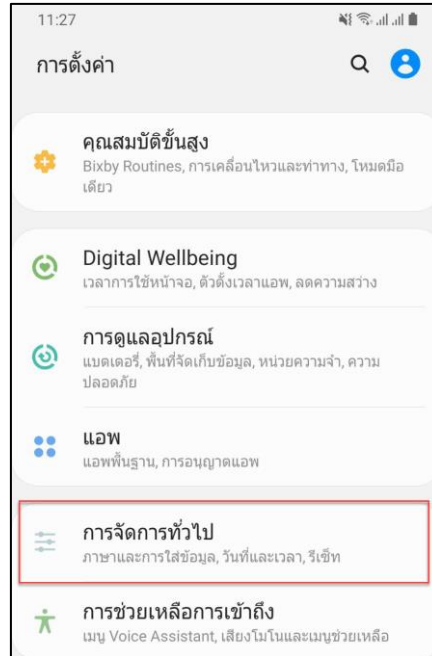 11:27
การตั้งค่า
คุณสมบัติขั้นสูง
Bixby Routines, การเคลื่อนไหวและท่าทาง, โหมดมือ
เดียว
Digital Wellbeing
เวลาการใช้หน้าจอ, ตัวตั้งเวลาแอพ, ลดความสว่าง
การดูแลอุปกรณ์
แบตเตอรี่, พื้นที่จัดเก็บข้อมูล, หน่วยความจำ, ความ
ปลอดภัย
แอพ
แอพพื้นฐาน, การอนุญาตแอพ
การจัดการทั่วไป
ภาษาและการใส่ข้อมูล, วันที่และเวลา, รีเซ็ท
การช่วยเหลือการเข้าถึง
เมนู Voice Assistant, เสียงโมโนและเมนูช่วยเหลือ